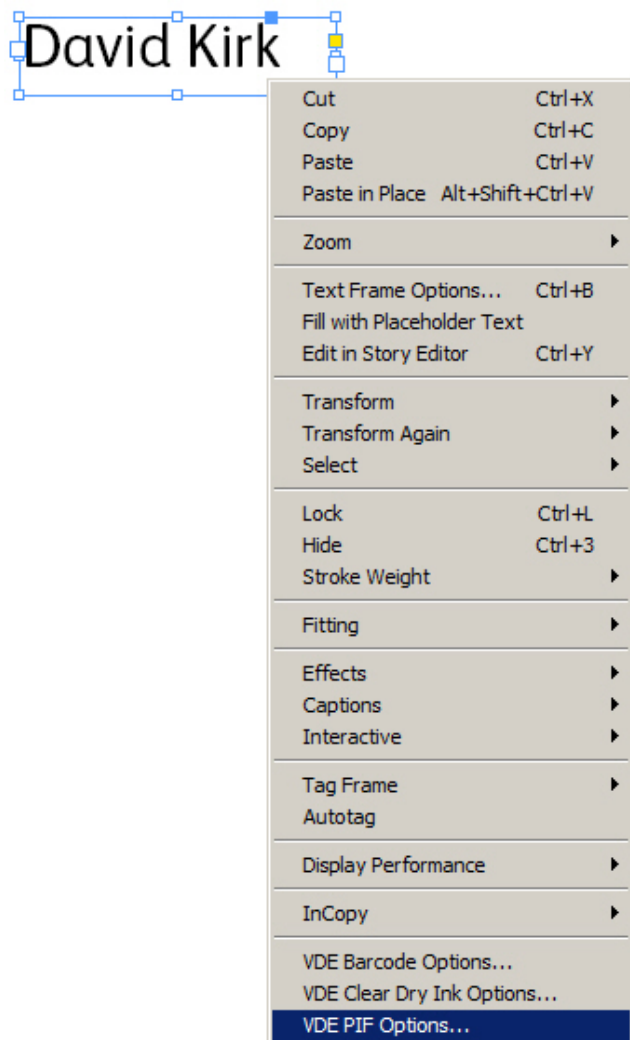 David Kirk
Cut Ctrl+X
Copy Ctrl+C
Paste Ctrl+V
Paste in Place Alt+Shift+Ctrl+V
Zoom
Text Frame Options... Ctrl+B
Fill with Placeholder Text
Edit in Story Editor Ctrl+Y
Transform
Transform Again
Select
Lock Ctrl+L
Hide Ctrl+3
Stroke Weight
Fitting
Effects
Captions
Interactive
Tag Frame
Autotag
Display Performance
InCopy
VDE Barcode Options...
VDE Clear Dry Ink Options...
VDE PIF Options...